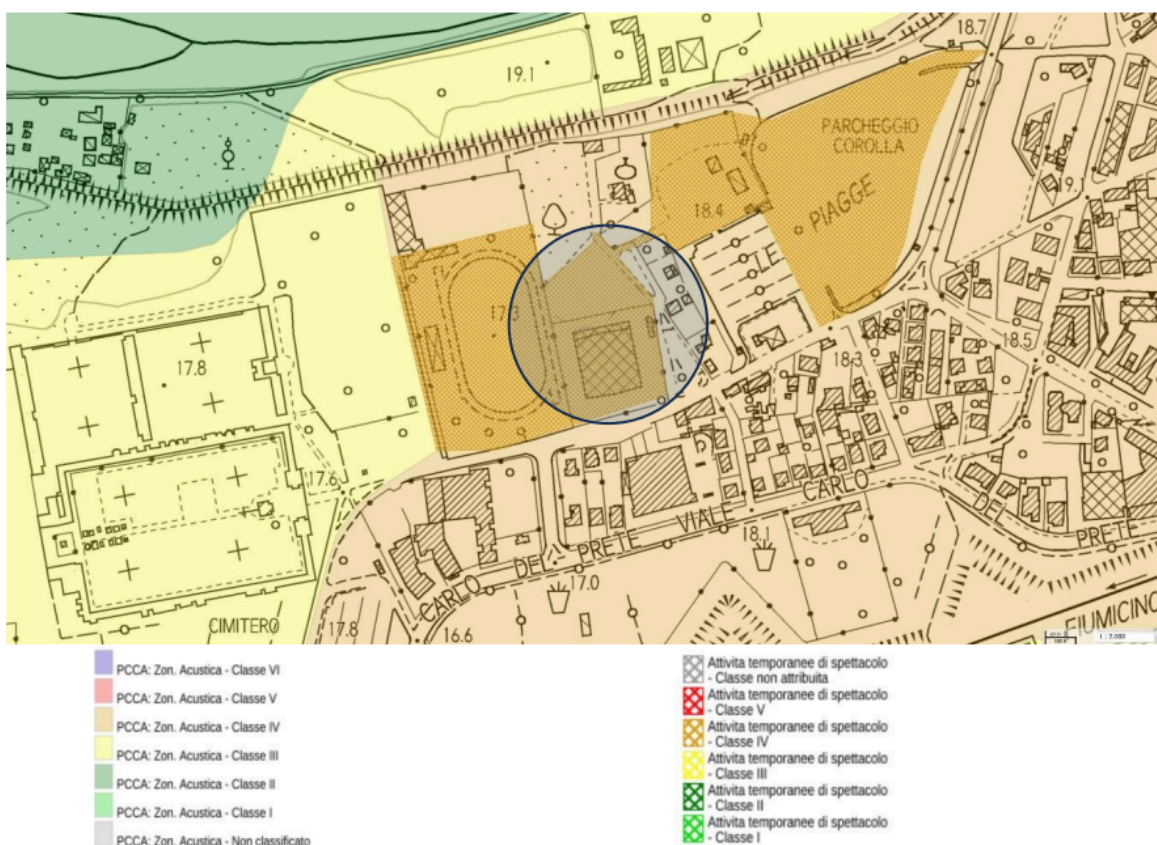 18.7
19.1
PARCHEGGIO
COROLLA
19.1
18.4
PIAGGE
LE
17.3
18.5
17.8
18.3
17.6
CARLO
VIALE
DEL
PRETE
18.1
DEL
PRETE
CARLO
17.0
CIMITERO
17.8
16.6
FIUMICINO
1 : 2.000
PCCA: Zon. Acustica - Classe VI
PCCA: Zon. Acustica - Classe V
PCCA: Zon. Acustica - Classe IV
PCCA: Zon. Acustica - Classe III
PCCA: Zon. Acustica - Classe II
PCCA: Zon. Acustica - Classe I
PCCA: Zon. Acustica - Non classificato
Attivita temporanee di spettacolo
- Classe non attribuita
Attivita temporanee di spettacolo
- Classe V
Attivita temporanee di spettacolo
- Classe IV
Attivita temporanee di spettacolo
- Classe III
Attivita temporanee di spettacolo
- Classe II
Attivita temporanee di spettacolo
- Classe I